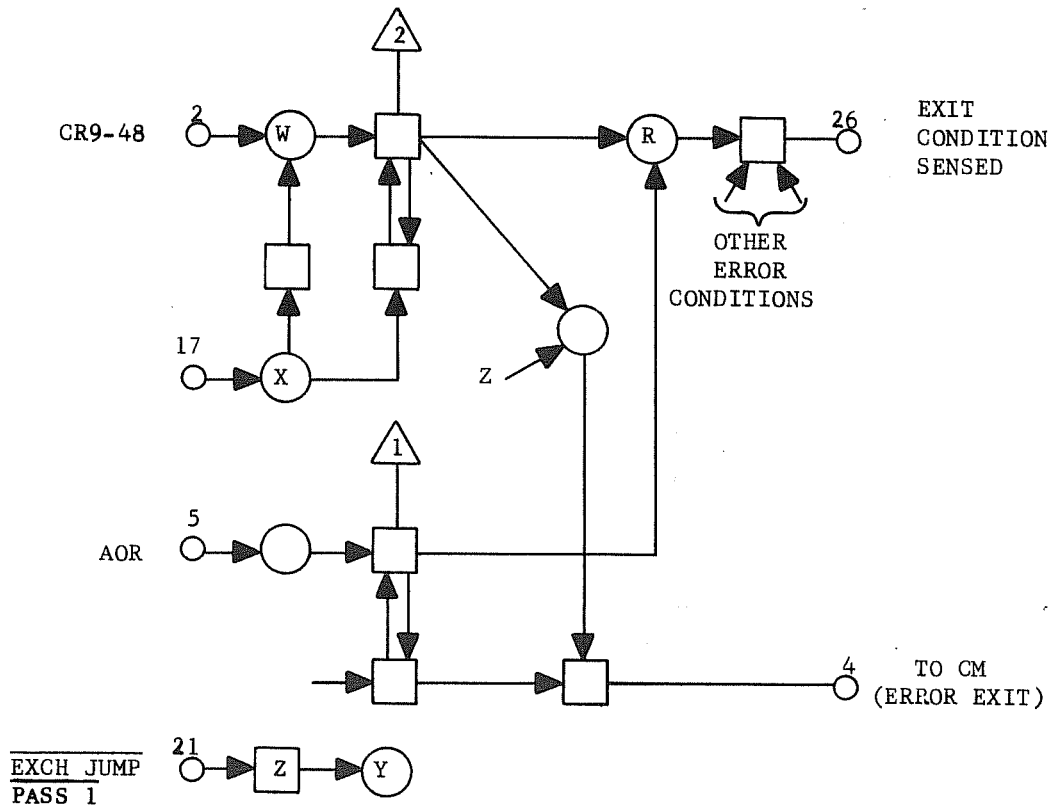 2
CR9-48
2
W
R
26
EXIT
CONDITION
SENSED
OTHER
ERROR
CONDITIONS
17
X
Z
1
AOR
5
4
TO CM
(ERROR EXIT)
EXCH JUMP
PASS 1
21
Z
Y